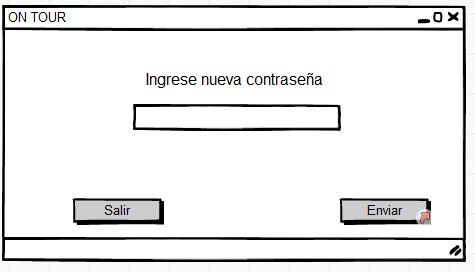 ON TOUR
Ingrese nueva contraseña
Salir
Enviar